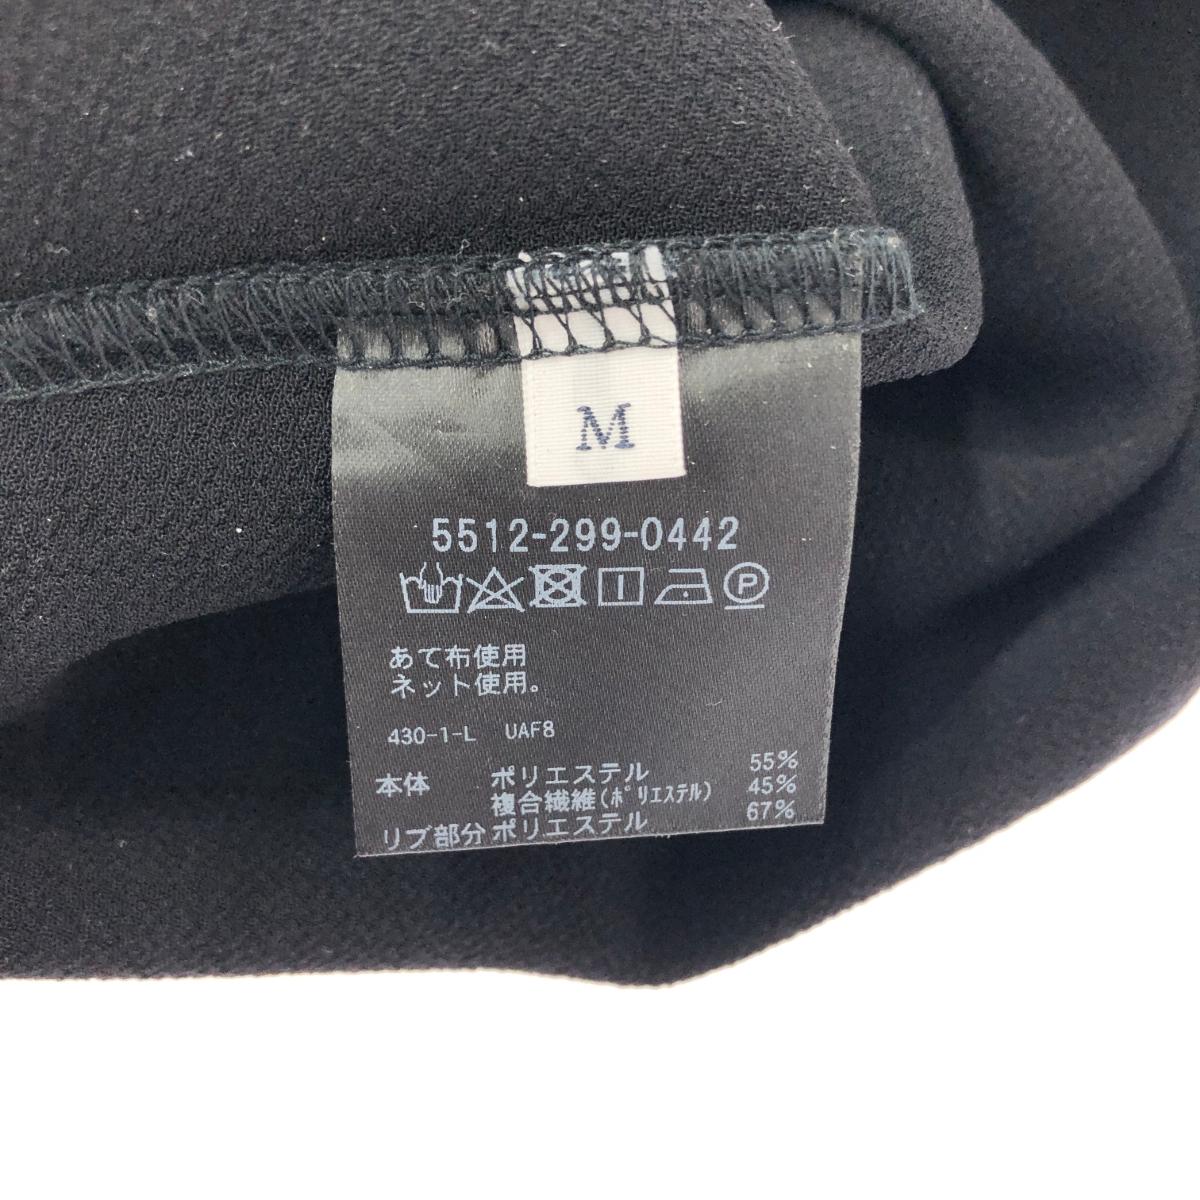 M
5512-299-0442
P
あて布使用
ネット使用。
430-1-L UAF8
本体 ポリエステル 55%
複合繊維(ポリエステル) 45%
リブ部分 ポリエステル 67%